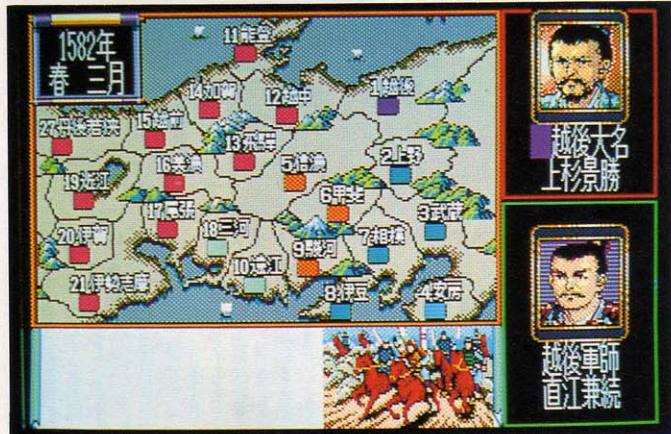 1582年
春 三月
11能登
14加賀
12越中
1越後
27丹後若狭
15越前
13飛騨
16美濃
5信濃
2上野
19近江
6甲斐
3武蔵
17尾張
18三河
9駿河
7相模
20伊賀
10遠江
21伊勢志摩
8伊豆
4安房
越後大名
上杉景勝
越後軍師
直江兼続